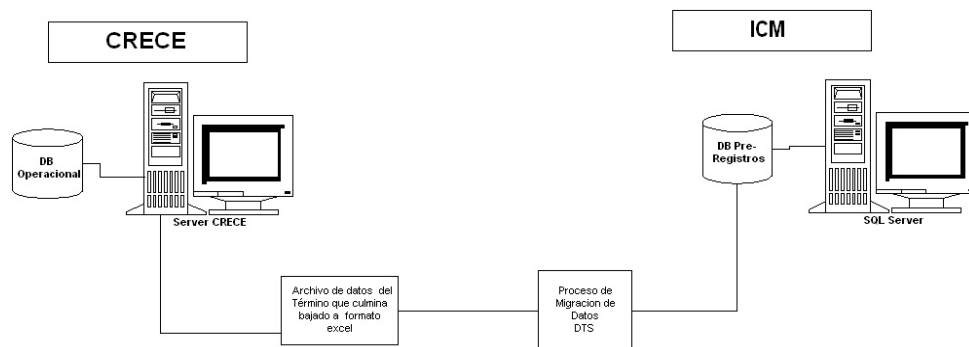 CRECE
ICM
DB
Operacional
DB Pre-
Registros
Server CRECE
SQL Server
Archivo de datos del
Término que culmina
bajado a formato
excel
Proceso de
Migracion de
Datos
DTS